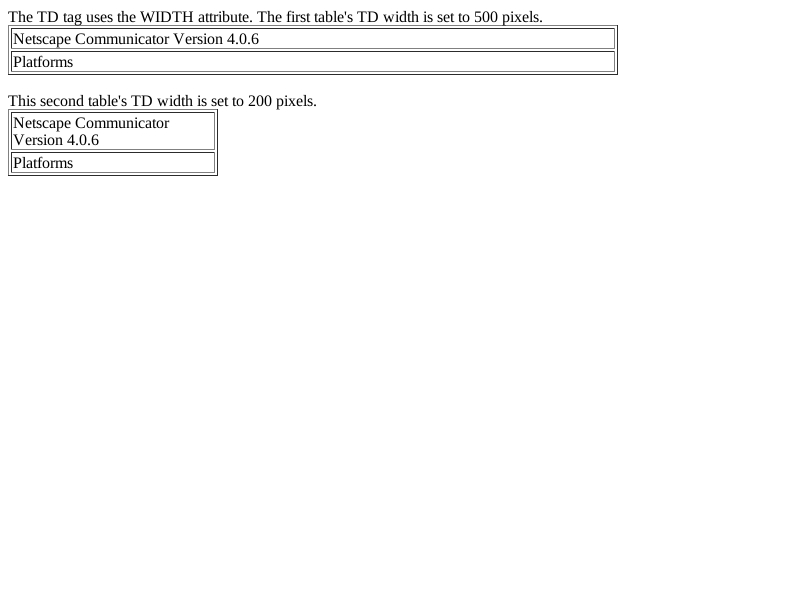 The TD tag uses the WIDTH attribute. The first table's TD width is set to 500 pixels.
Netscape Communicator Version 4.0.6
Platforms
This second table's TD width is set to 200 pixels.
Netscape Communicator
Version 4.0.6
Platforms